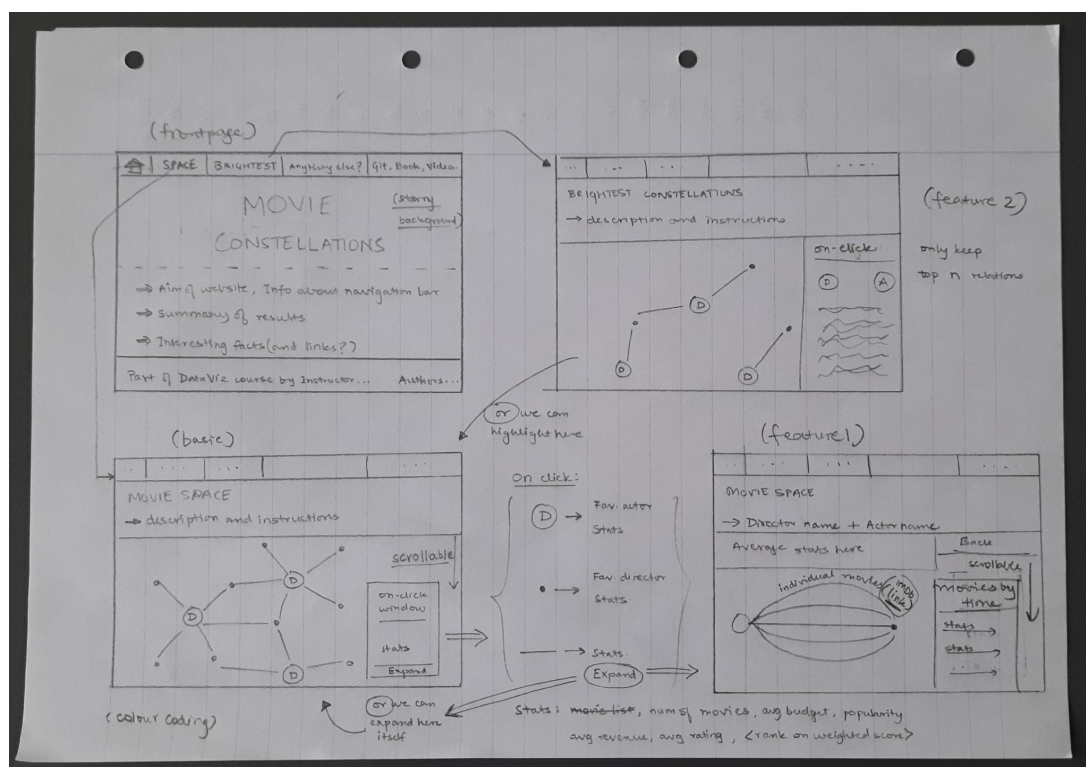 (frontpage)
SPACE BRIGHTEST Anything else? Git, Book, Video
MOVIE
CONSTELLATIONS
(starry
background)
→ Aim of website, Info about navigation bar
→ summary of results
→ Interesting facts (and links?)
Part of DataViz course by Instructor... Authors...
.. ... ... ....
BRIGHTEST CONSTELLATIONS
→ description and instructions
on-click
D A
D
D
D
(feature 2)
only keep
top n relations
or we can
highlight here
(basic)
.. ... ... ...
MOVIE SPACE
→ description and instructions
scrollable
D
D
D
on-click
window
stats
Expand
(colour coding)
or we can
expand here
itself
On click:
D → Fav. actor
Stats
• → Fav. director
Stats
— → Stats
Expand
(feature 1)
.. ... ... ...
MOVIE SPACE
→ Director name + Actor name
Average stats here
Back
scrollable
individual movies (imdb
link)
movies by
time
stats
stats
...
Stats: movie list, num of movies, avg budget, popularity
avg revenue, avg rating, <rank on weighted score>